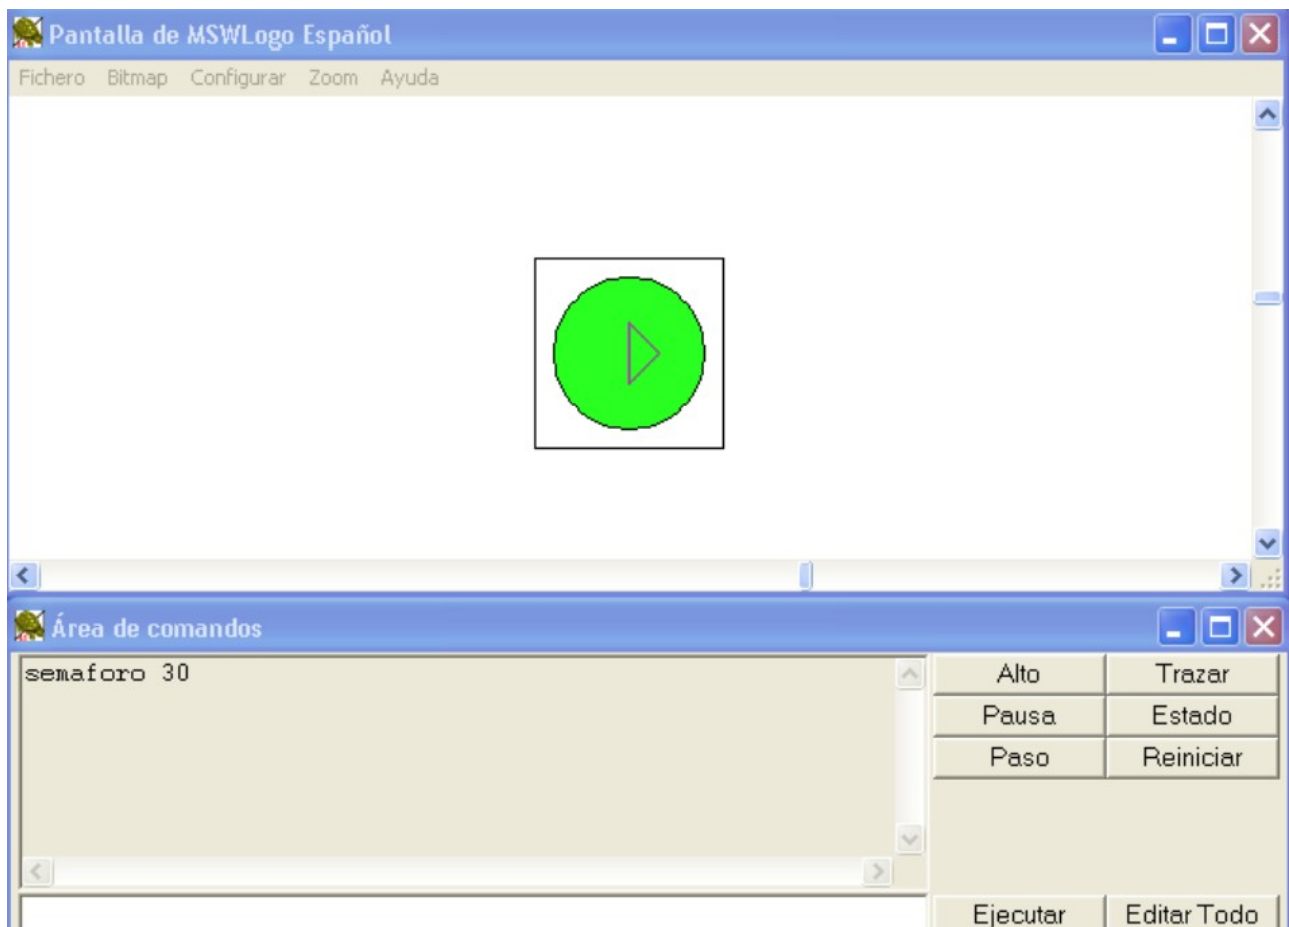 Pantalla de MSWLogo Español
Fichero Bitmap Configurar Zoom Ayuda
Área de comandos
semaforo 30
Alto Trazar
Pausa Estado
Paso Reiniciar
Ejecutar Editar Todo